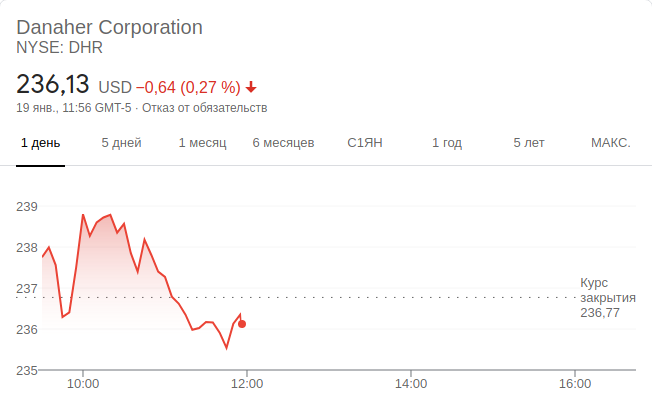 Danaher Corporation
NYSE: DHR
236,13 USD −0,64 (0,27 %)
19 янв., 11:56 GMT-5 · Отказ от обязательств
1 день 5 дней 1 месяц 6 месяцев С1ЯН 1 год 5 лет МАКС.
239
238
237
236
235
Курс
закрытия
236,77
10:00 12:00 14:00 16:00